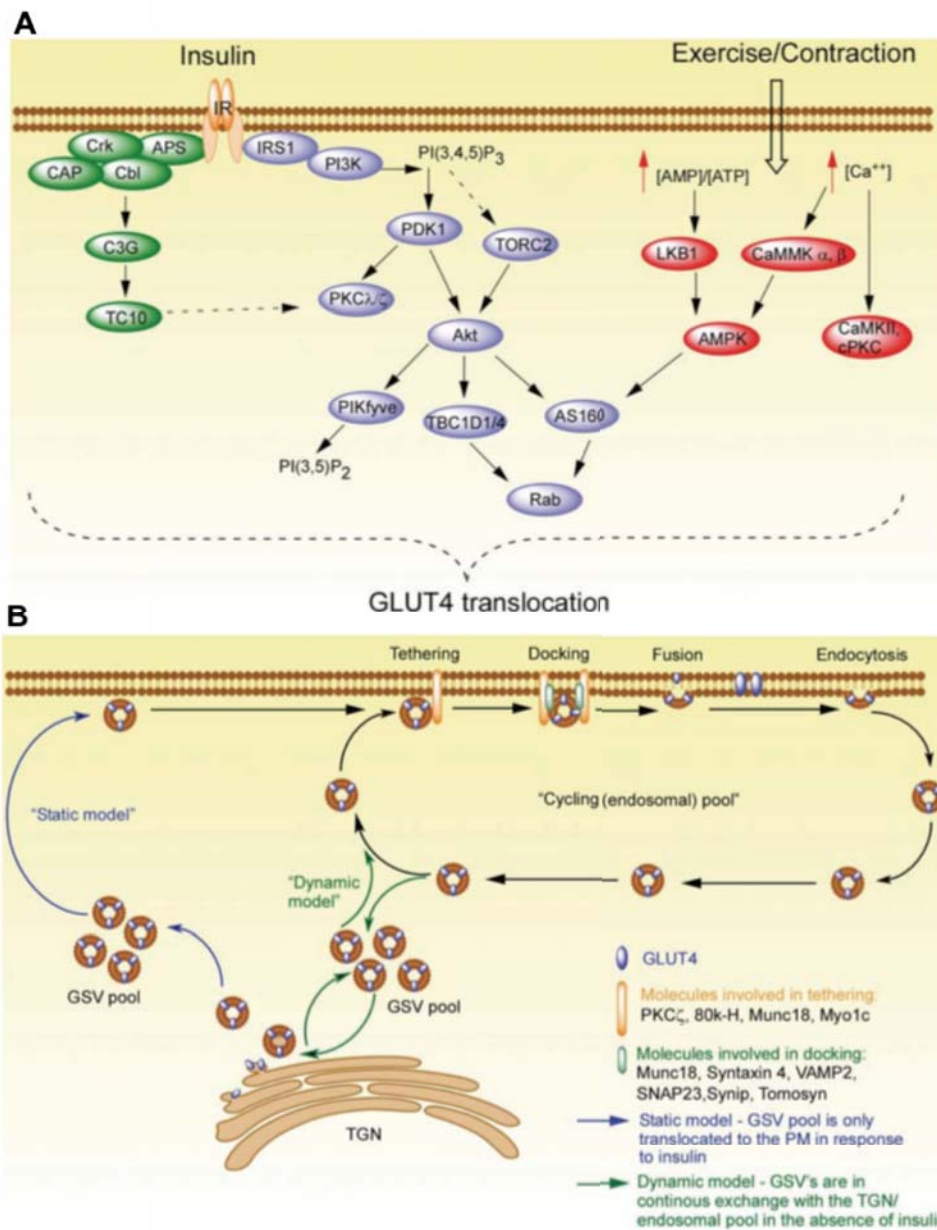 A
Insulin
Exercise/Contraction
IR
Crk
APS
IRS1
CAP
Cbl
PI3K
PI(3,4,5)P3
[AMP]/[ATP]
[Ca++]
C3G
PDK1
TORC2
LKB1
CaMMK α, β
TC10
PKCλ/ζ
Akt
AMPK
CaMKII,
cPKC
PIKfyve
TBC1D1/4
AS160
PI(3,5)P2
Rab
GLUT4 translocation
B
Tethering
Docking
Fusion
Endocytosis
"Static model"
"Cycling (endosomal) pool"
"Dynamic
model"
GSV pool
GSV pool
TGN
GLUT4
Molecules involved in tethering:
PKCζ, 80k-H, Munc18, Myo1c
Molecules involved in docking:
Munc18, Syntaxin 4, VAMP2,
SNAP23,Synip, Tomosyn
Static model - GSV pool is only
translocated to the PM in response
to insulin
Dynamic model - GSV's are in
continous exchange with the TGN/
endosomal pool in the absence of insuli